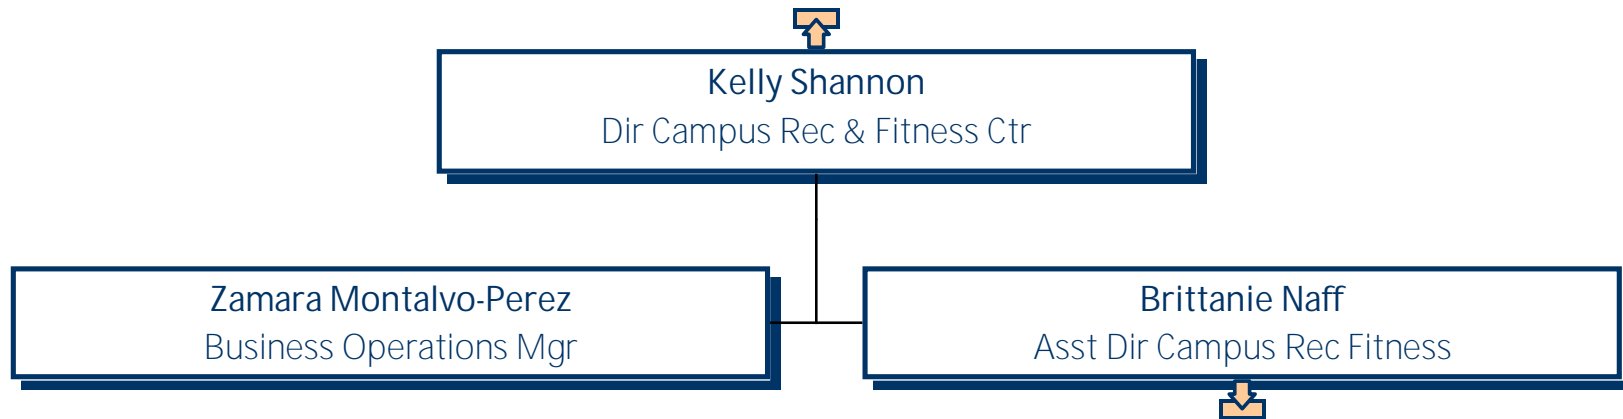 Kelly Shannon
Dir Campus Rec & Fitness Ctr
Zamara Montalvo-Perez
Business Operations Mgr
Brittanie Naff
Asst Dir Campus Rec Fitness